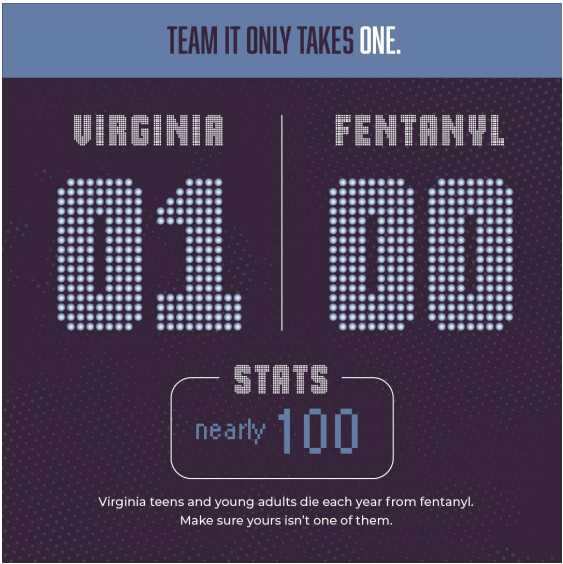 TEAM IT ONLY TAKES ONE.
VIRGINIA FENTANYL
01 00
STATS
nearly 100
Virginia teens and young adults die each year from fentanyl.
Make sure yours isn't one of them.